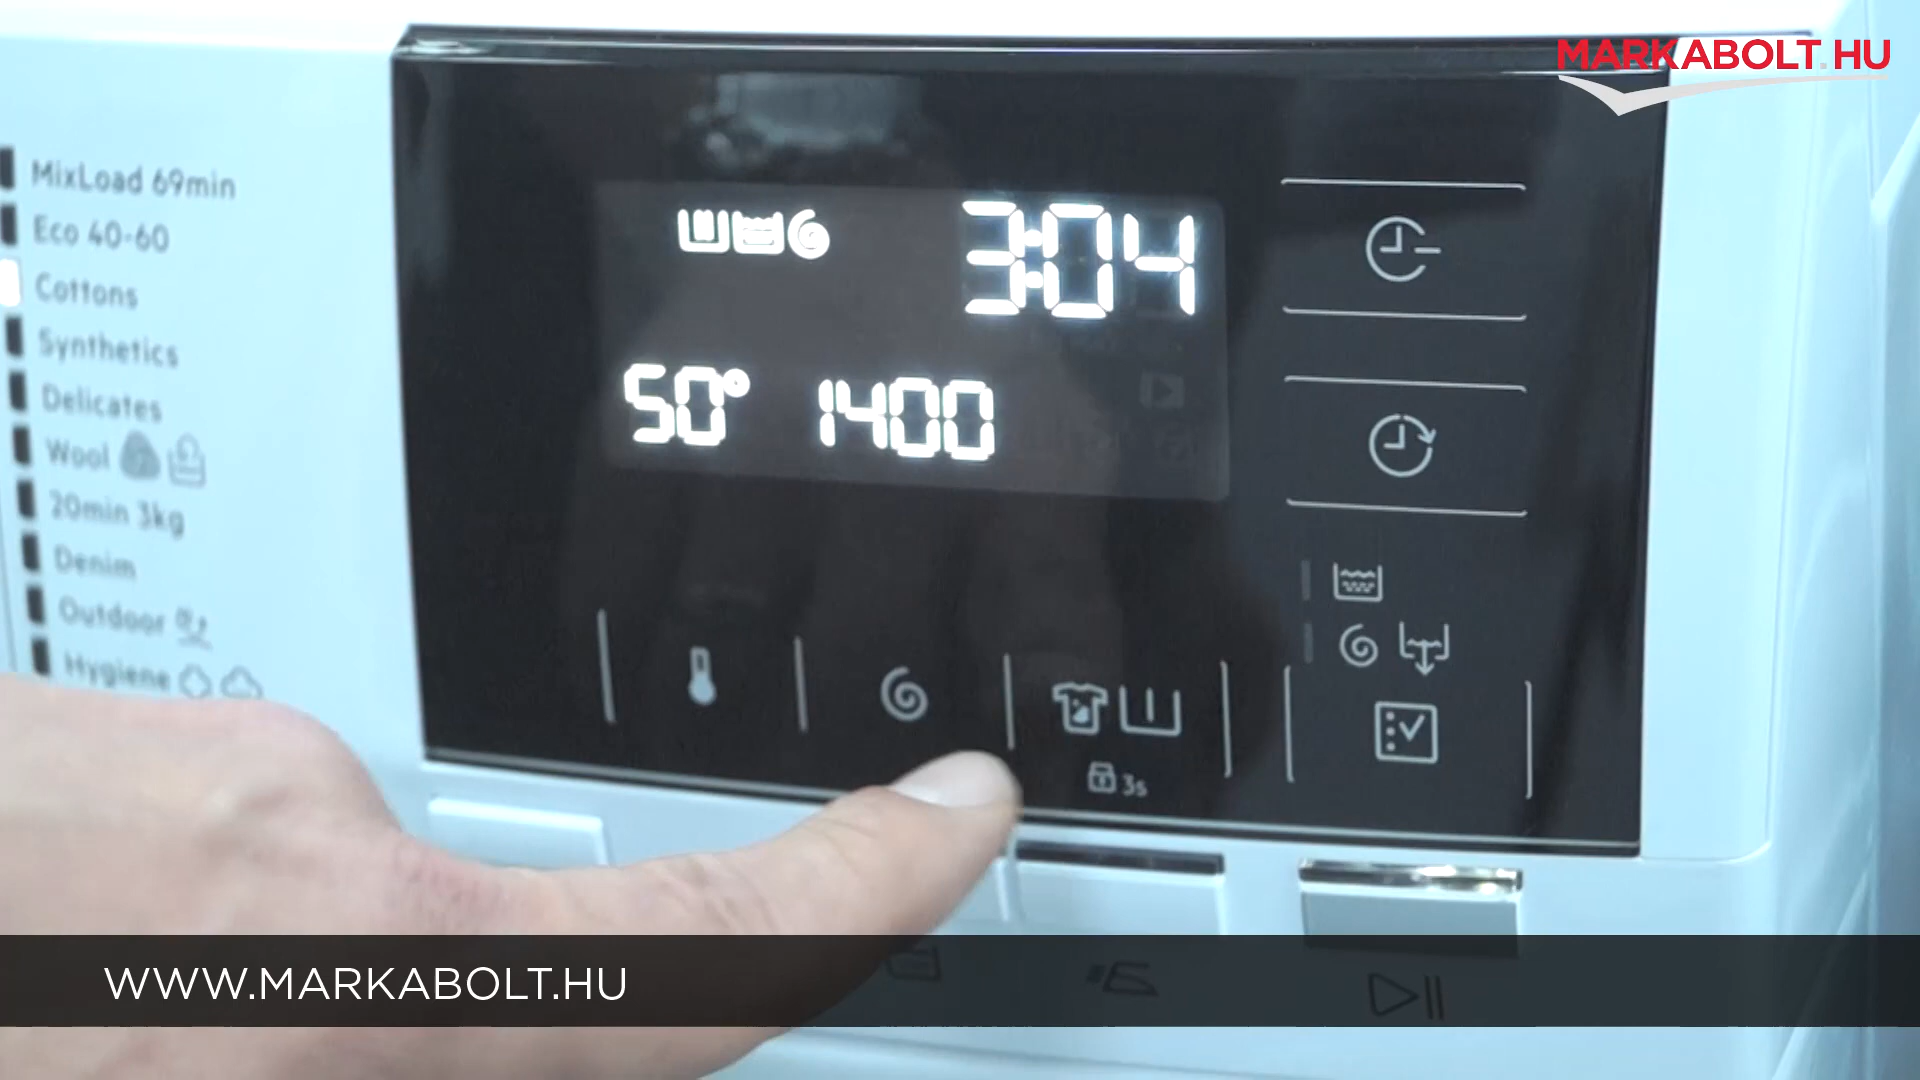 MARKABOLT.HU
MixLoad 69min
Eco 40-60
Cottons
Synthetics
Delicates
Wool
20min 3kg
Denim
Outdoor
Hygiene
3:04
50° 1400
3s
WWW.MARKABOLT.HU